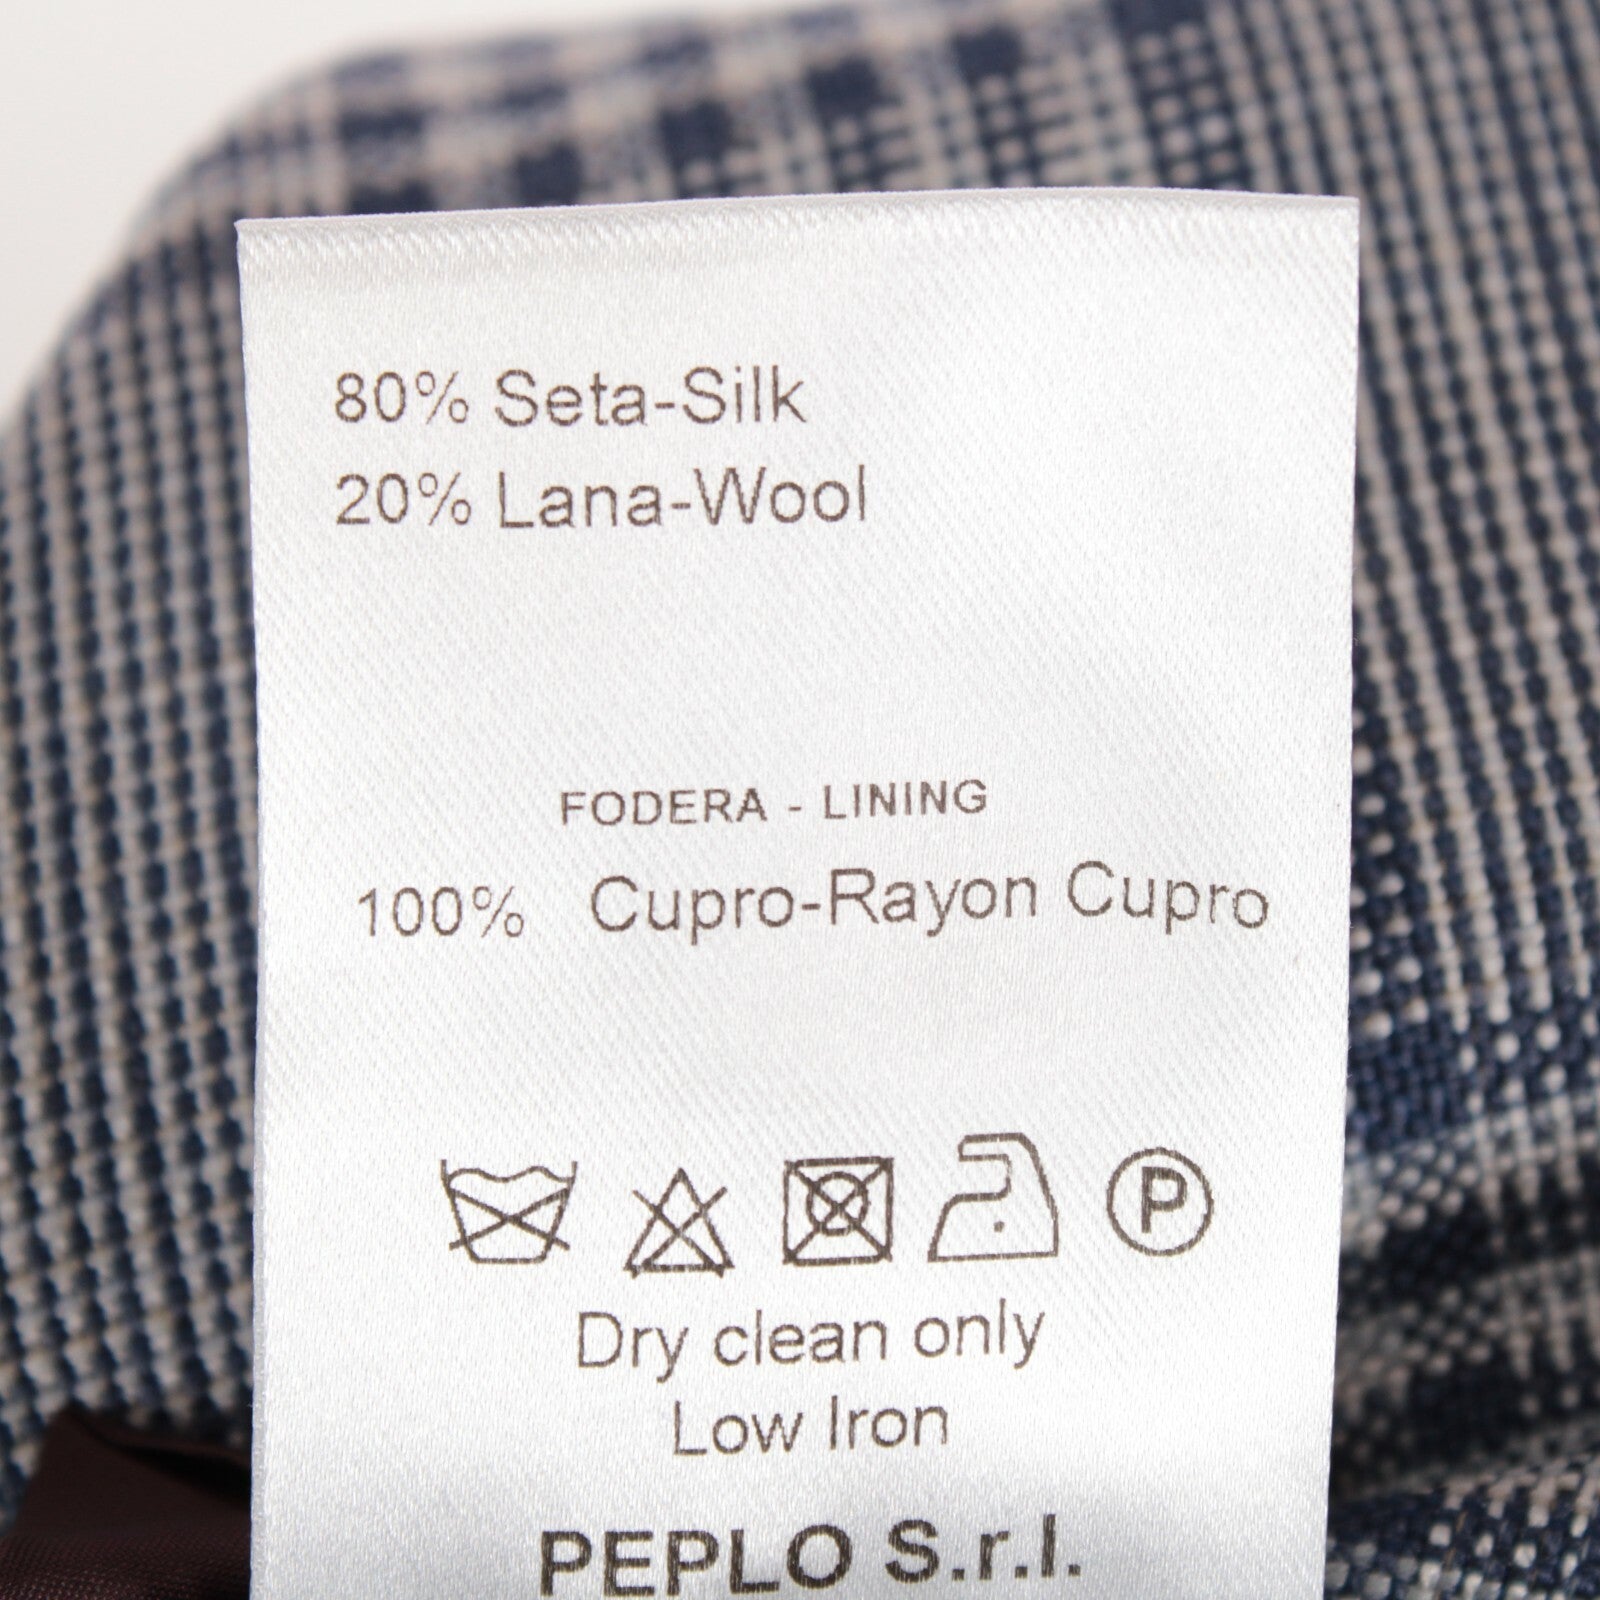 80% Seta-Silk
20% Lana-Wool
FODERA - LINING
100% Cupro-Rayon Cupro
P
Dry clean only
Low Iron
PEPLO S.r.l.